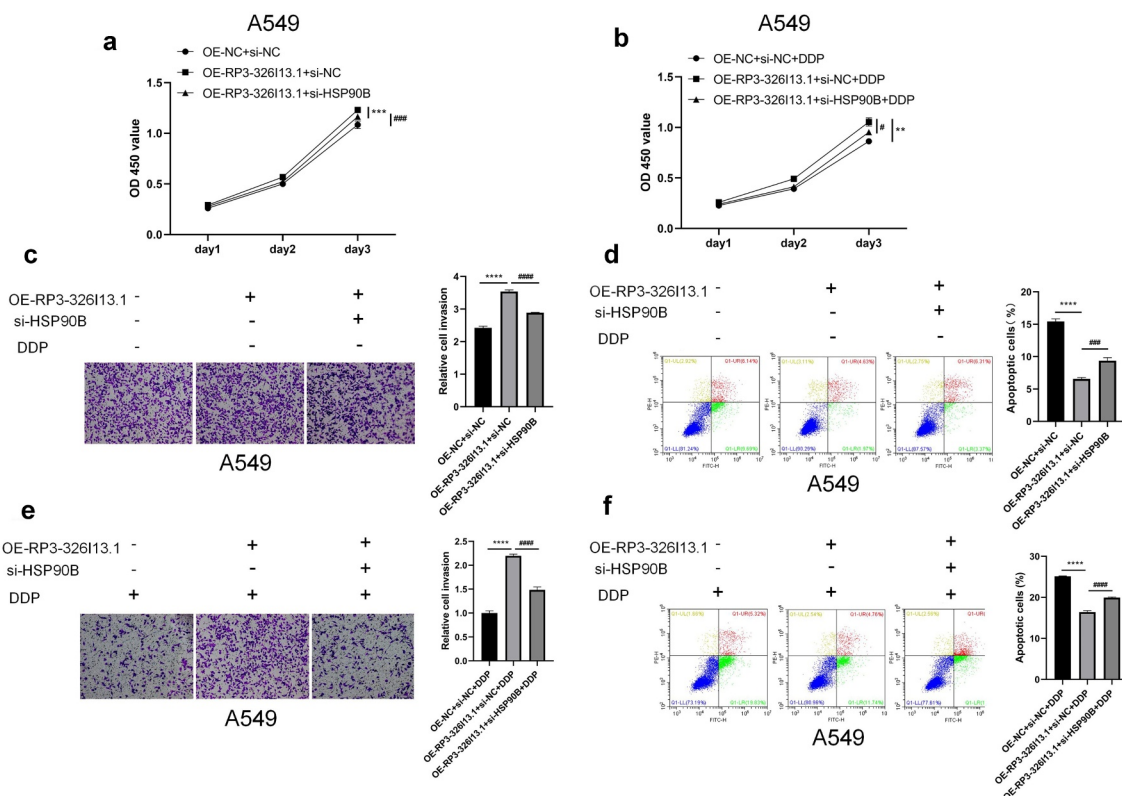 A549
a
OE-NC+si-NC
OE-RP3-326I13.1+si-NC
OE-RP3-326I13.1+si-HSP90B
OD 450 value
1.5
1.0
0.5
0.0
*** ###
day1 day2 day3
A549
b
OE-NC+si-NC+DDP
OE-RP3-326I13.1+si-NC+DDP
OE-RP3-326I13.1+si-HSP90B+DDP
OD 450 value
1.5
1.0
0.5
0.0
# **
day1 day2 day3
c
OE-RP3-326I13.1 - + +
si-HSP90B - - +
DDP - - -
A549
Relative cell invasion
4
3
2
1
0
**** ####
OE-NC+si-NC
OE-RP3-326I13.1+si-NC
OE-RP3-326I13.1+si-HSP90B
d
OE-RP3-326I13.1 - + +
si-HSP90B - - +
DDP - - -
PE-H
FITC-H
FITC-H
FITC-H
A549
Apoptoptic cells ( %)
20
15
10
5
0
**** ###
OE-NC+si-NC
OE-RP3-326I13.1+si-NC
OE-RP3-326I13.1+si-HSP90B
e
OE-RP3-326I13.1 - + +
si-HSP90B - - +
DDP + + +
A549
Relative cell invasion
2.5
2.0
1.5
1.0
0.5
0.0
**** ####
OE-NC+si-NC+DDP
OE-RP3-326I13.1+si-NC+DDP
OE-RP3-326I13.1+si-HSP90B+DDP
f
OE-RP3-326I13.1 - + +
si-HSP90B - - +
DDP + + +
PE-H
FITC-H
FITC-H
FITC-H
A549
Apoptotic cells (%)
30
20
10
0
**** ####
OE-NC+si-NC+DDP
OE-RP3-326I13.1+si-NC+DDP
OE-RP3-326I13.1+si-HSP90B+DDP